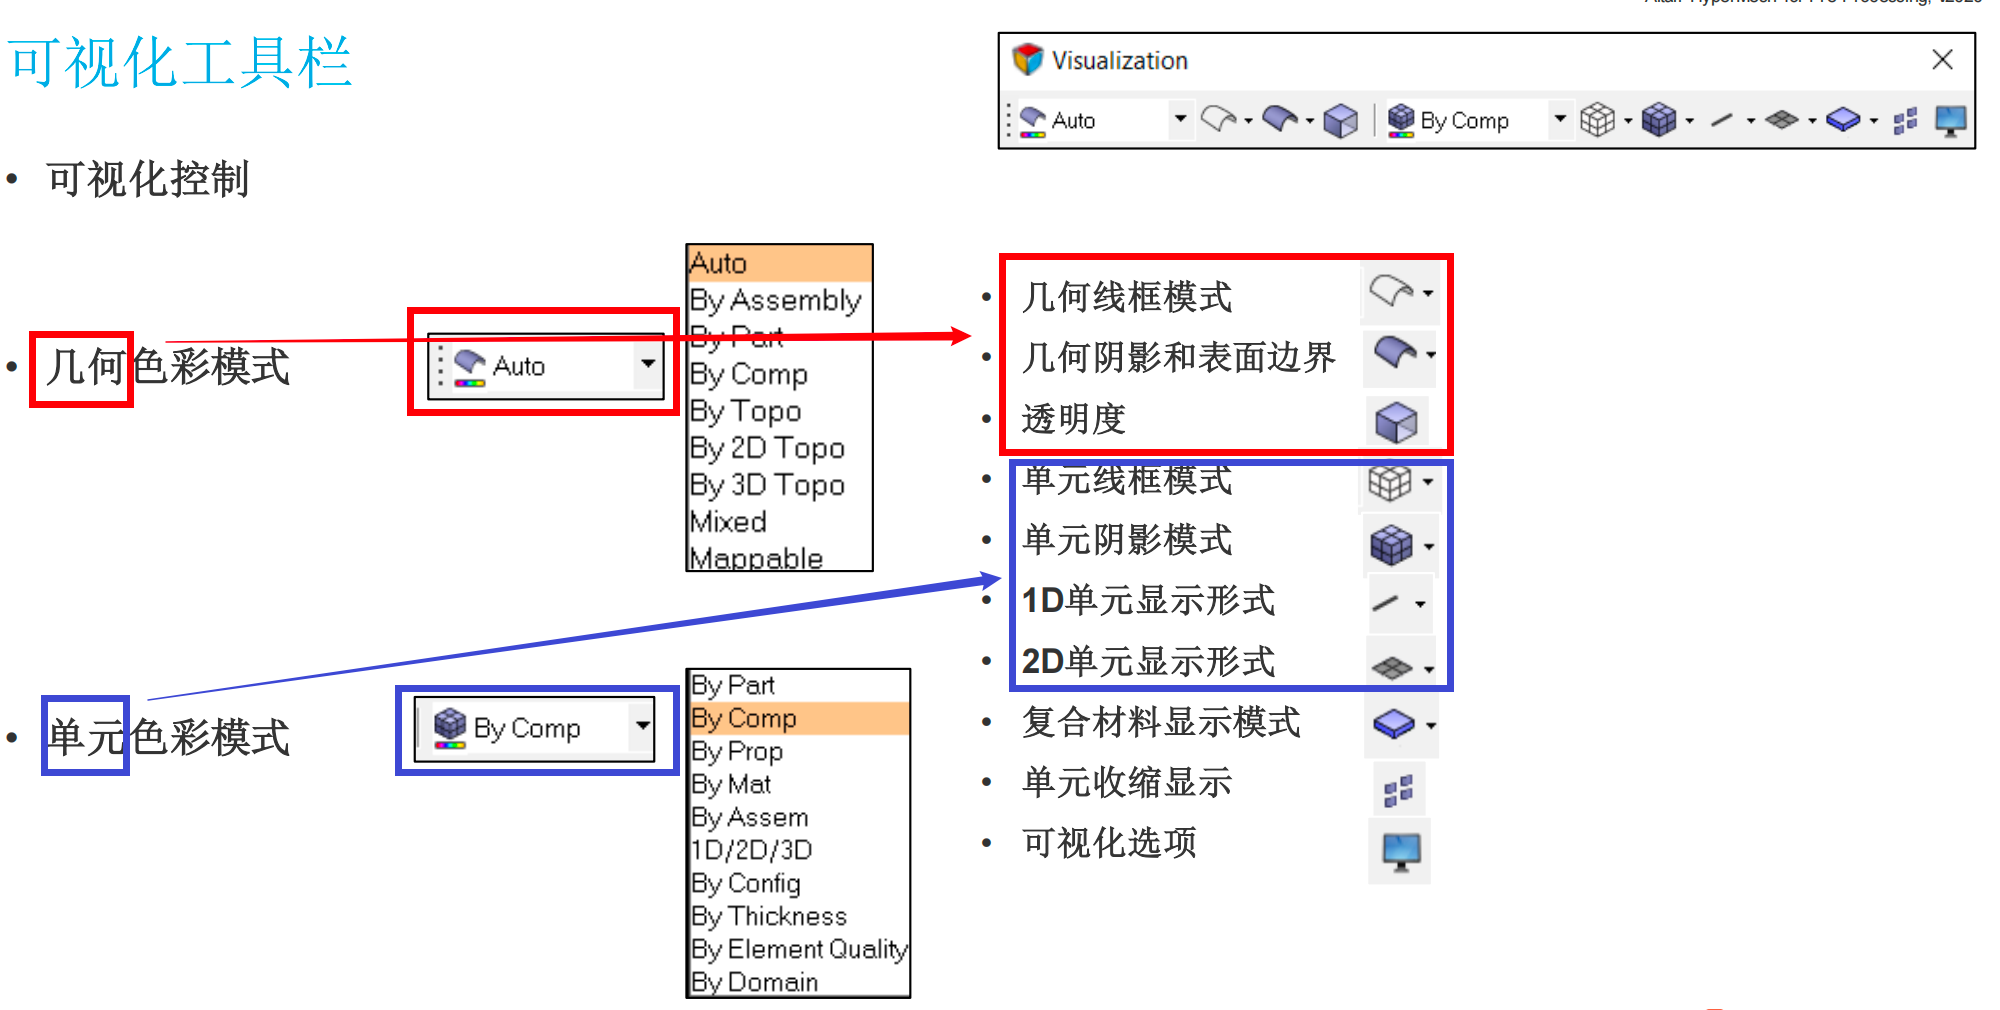 可视化工具栏
Visualization
Auto
By Comp
可视化控制
几何色彩模式
Auto
Auto
By Assembly
By Part
By Comp
By Topo
By 2D Topo
By 3D Topo
Mixed
Mappable
单元色彩模式
By Comp
By Part
By Comp
By Prop
By Mat
By Assem
1D/2D/3D
By Config
By Thickness
By Element Quality
By Domain
几何线框模式
几何阴影和表面边界
透明度
单元线框模式
单元阴影模式
1D单元显示形式
2D单元显示形式
复合材料显示模式
单元收缩显示
可视化选项